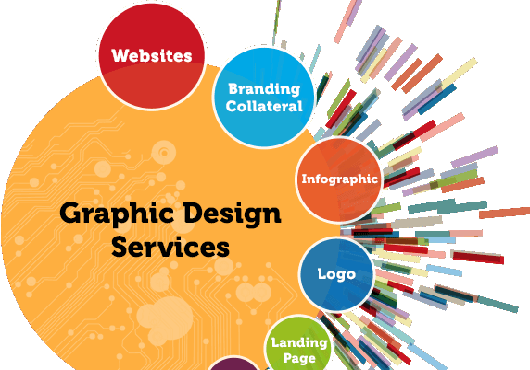 Websites
Branding
Collateral
Infographic
Graphic Design
Services
Logo
Landing
Page